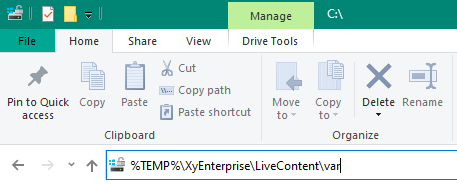 Manage
C:\
File
Home
Share
View
Drive Tools
Pin to Quick access
Copy
Paste
Cut
Copy path
Paste shortcut
Move to
Copy to
Delete
Rename
Clipboard
Organize
%TEMP%\XyEnterprise\LiveContent\var